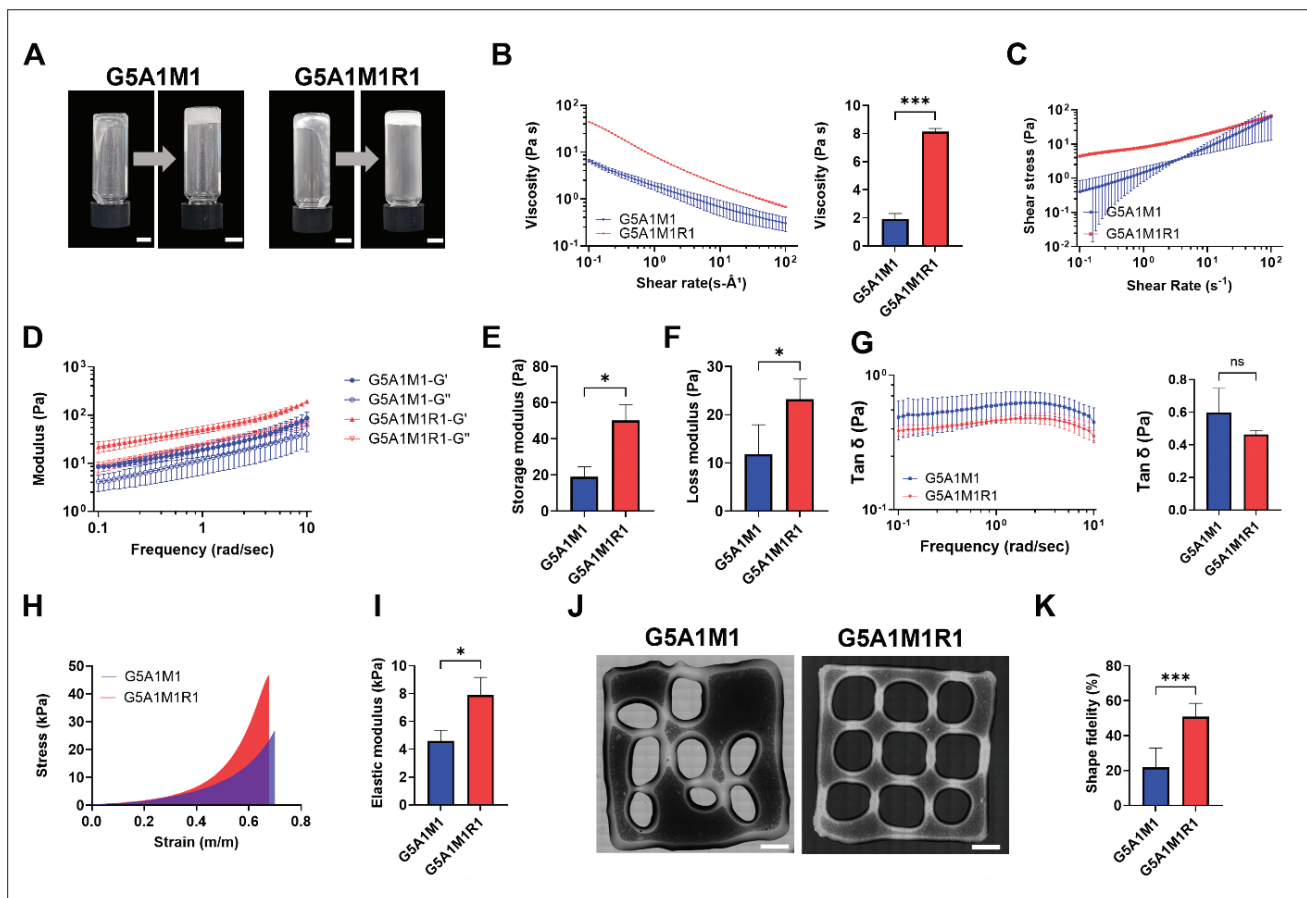 A
G5A1M1
G5A1M1R1
B
Viscosity (Pa s)
10²
10¹
10⁰
10⁻¹
10⁻¹
10⁰
10¹
10²
Shear rate(s-Â¹)
G5A1M1
G5A1M1R1
Viscosity (Pa s)
10
8
6
4
2
0
***
G5A1M1
G5A1M1R1
C
Shear stress (Pa)
10²
10¹
10⁰
10⁻¹
10⁻²
10⁻¹
10⁰
10¹
10²
Shear Rate (s⁻¹)
G5A1M1
G5A1M1R1
D
Modulus (Pa)
10³
10²
10¹
10⁰
0.1
1
10
Frequency (rad/sec)
G5A1M1-G'
G5A1M1-G"
G5A1M1R1-G'
G5A1M1R1-G"
E
Storage modulus (Pa)
80
60
40
20
0
*
G5A1M1
G5A1M1R1
F
Loss modulus (Pa)
30
20
10
0
*
G5A1M1
G5A1M1R1
G
Tan δ (Pa)
10⁰
10⁻¹
10⁻¹
10⁰
10¹
Frequency (rad/sec)
G5A1M1
G5A1M1R1
Tan δ (Pa)
0.8
0.6
0.4
0.2
0.0
ns
G5A1M1
G5A1M1R1
H
Stress (kPa)
50
40
30
20
10
0
0.0
0.2
0.4
0.6
0.8
Strain (m/m)
G5A1M1
G5A1M1R1
I
Elastic modulus (kPa)
10
8
6
4
2
0
*
G5A1M1
G5A1M1R1
J
G5A1M1
G5A1M1R1
K
Shape fidelity (%)
80
60
40
20
0
***
G5A1M1
G5A1M1R1